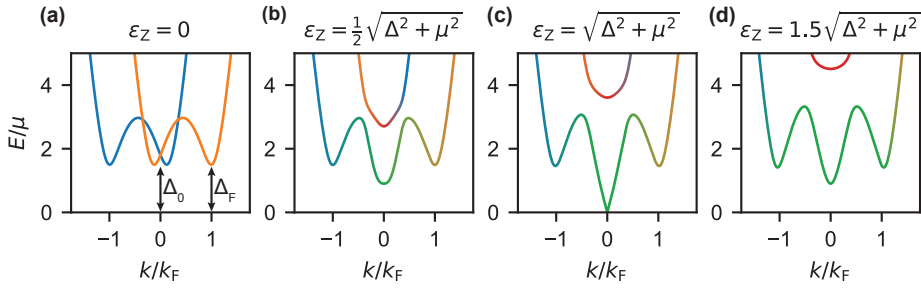 (a)
ε_Z = 0
(b)
ε_Z = ½√(Δ² + μ²)
(c)
ε_Z = √(Δ² + μ²)
(d)
ε_Z = 1.5√(Δ² + μ²)
E/μ
4
2
0
Δ₀
Δ_F
−1 0 1
k/k_F
4
2
0
−1 0 1
k/k_F
4
2
0
−1 0 1
k/k_F
4
2
0
−1 0 1
k/k_F